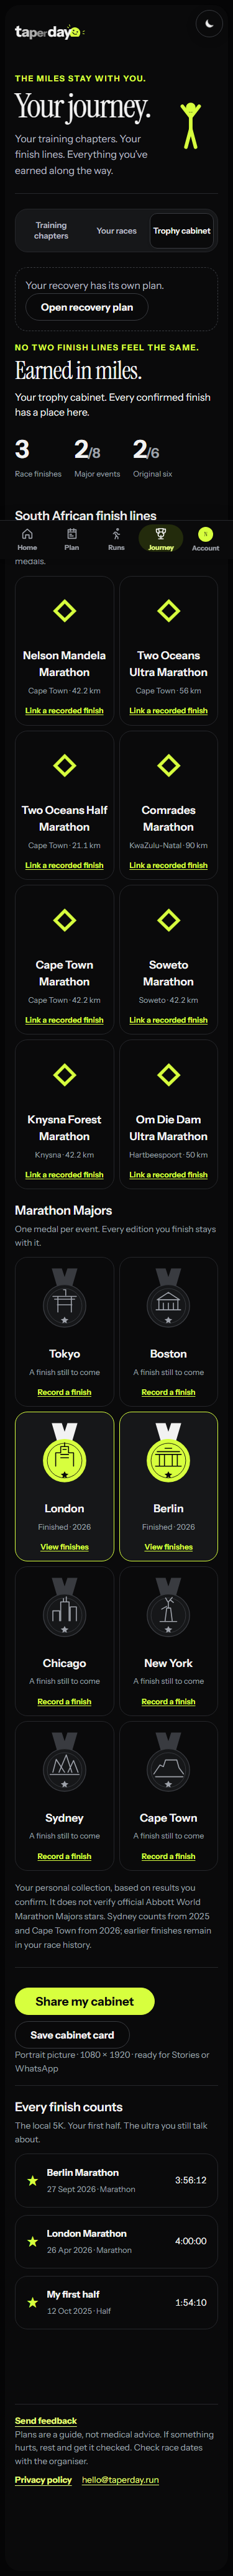 taperday
THE MILES STAY WITH YOU.
Your journey.
Your training chapters. Your
finish lines. Everything you've
earned along the way.
Training
chapters
Your races
Trophy cabinet
Your recovery has its own plan.
Open recovery plan
NO TWO FINISH LINES FEEL THE SAME.
Earned in miles.
Your trophy cabinet. Every confirmed finish
has a place here.
3
2/8
2/6
Race finishes
Major events
Original six
South African finish lines
Home
Plan
Runs
Journey
Account
medals.
Nelson Mandela
Marathon
Cape Town · 42.2 km
Link a recorded finish
Two Oceans
Ultra Marathon
Cape Town · 56 km
Link a recorded finish
Two Oceans Half
Marathon
Cape Town · 21.1 km
Link a recorded finish
Comrades
Marathon
KwaZulu-Natal · 90 km
Link a recorded finish
Cape Town
Marathon
Cape Town · 42.2 km
Link a recorded finish
Soweto
Marathon
Soweto · 42.2 km
Link a recorded finish
Knysna Forest
Marathon
Knysna · 42.2 km
Link a recorded finish
Om Die Dam
Ultra Marathon
Hartbeespoort · 50 km
Link a recorded finish
Marathon Majors
One medal per event. Every edition you finish stays
with it.
Tokyo
A finish still to come
Record a finish
Boston
A finish still to come
Record a finish
London
Finished · 2026
View finishes
Berlin
Finished · 2026
View finishes
Chicago
A finish still to come
Record a finish
New York
A finish still to come
Record a finish
Sydney
A finish still to come
Record a finish
Cape Town
A finish still to come
Record a finish
Your personal collection, based on results you
confirm. It does not verify official Abbott World
Marathon Majors stars. Sydney counts from 2025
and Cape Town from 2026; earlier finishes remain
in your race history.
Share my cabinet
Save cabinet card
Portrait picture · 1080 × 1920 · ready for Stories or
WhatsApp
Every finish counts
The local 5K. Your first half. The ultra you still talk
about.
Berlin Marathon
27 Sept 2026 · Marathon
3:56:12
London Marathon
26 Apr 2026 · Marathon
4:00:00
My first half
12 Oct 2025 · Half
1:54:10
Send feedback
Plans are a guide, not medical advice. If something
hurts, rest and get it checked. Check race dates
with the organiser.
Privacy policy
hello@taperday.run